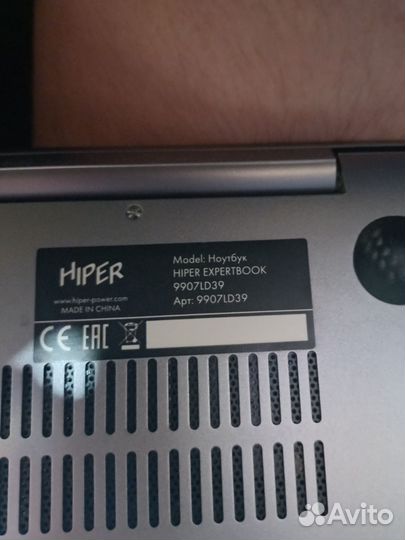 HIPER
www.hiper-power.com
MADE IN CHINA
Model: Ноутбук
HIPER EXPERTBOOK
9907LD39
Арт: 9907LD39
CE EAC
Avito